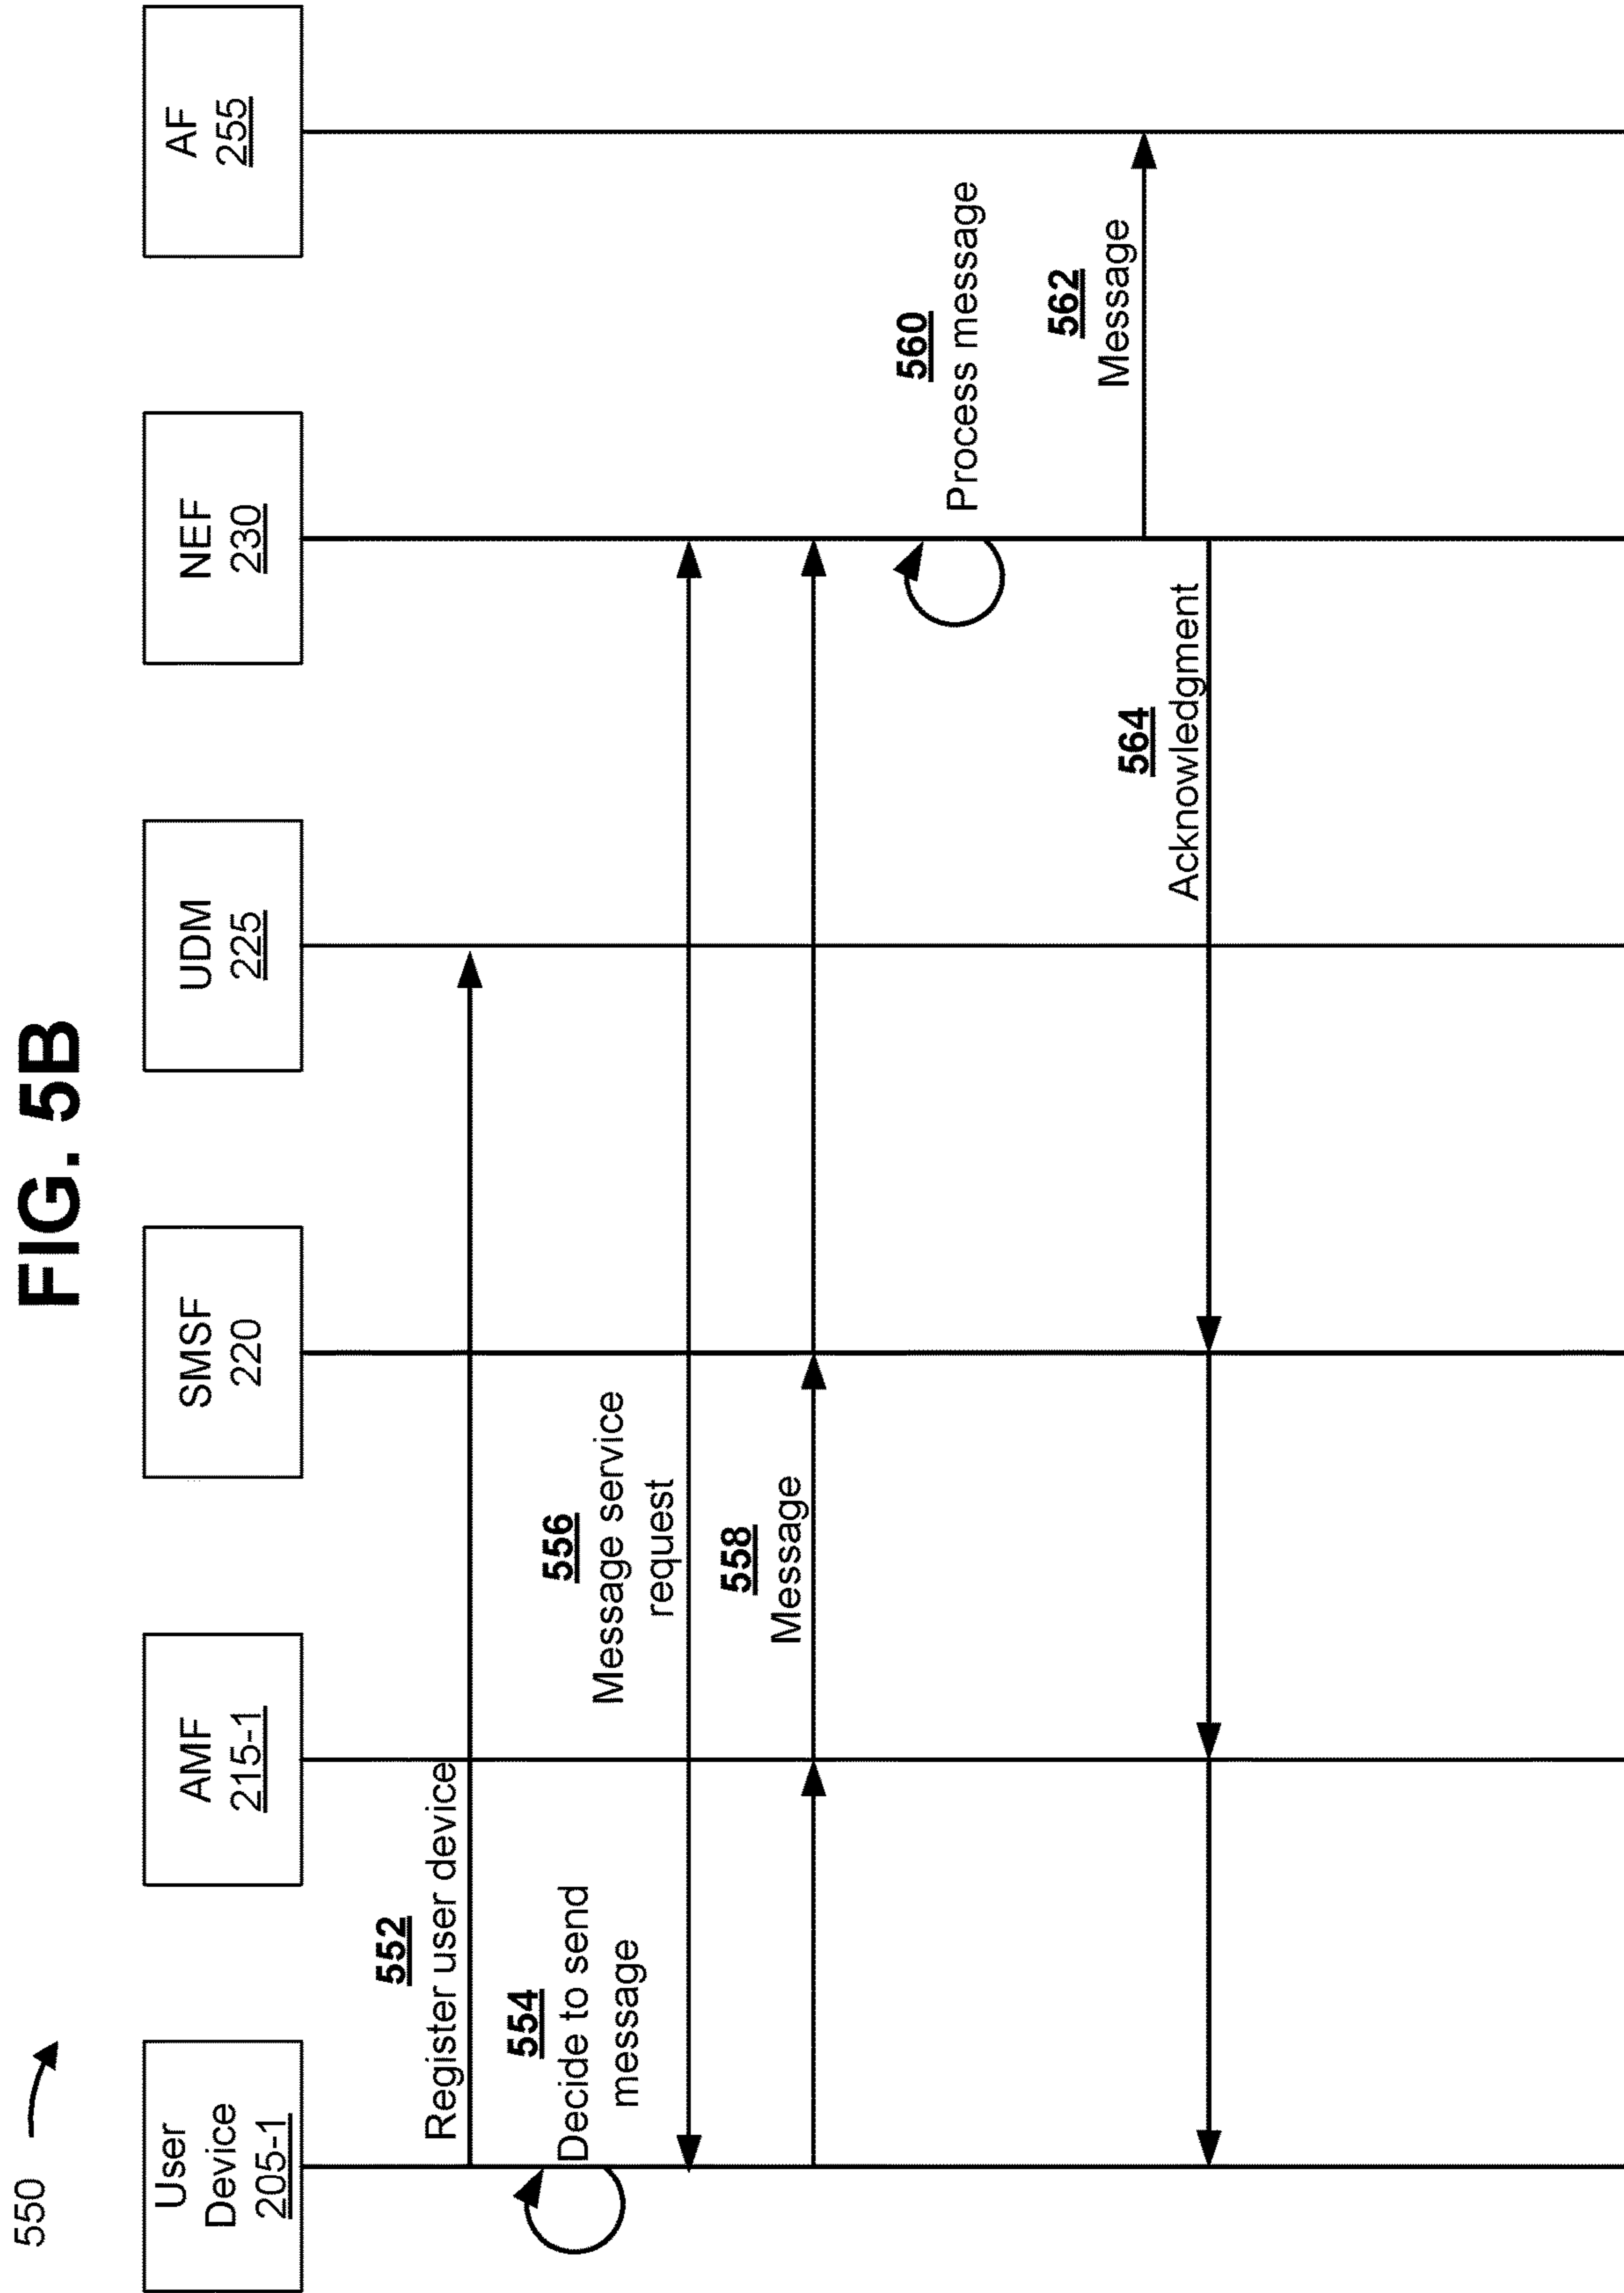 FIG. 5B
550
User
Device
205-1
AMF
215-1
SMSF
220
UDM
225
NEF
230
AF
255
552
Register user device
554
Decide to send
message
556
Message service
request
558
Message
560
Process message
562
Message
564
Acknowledgment